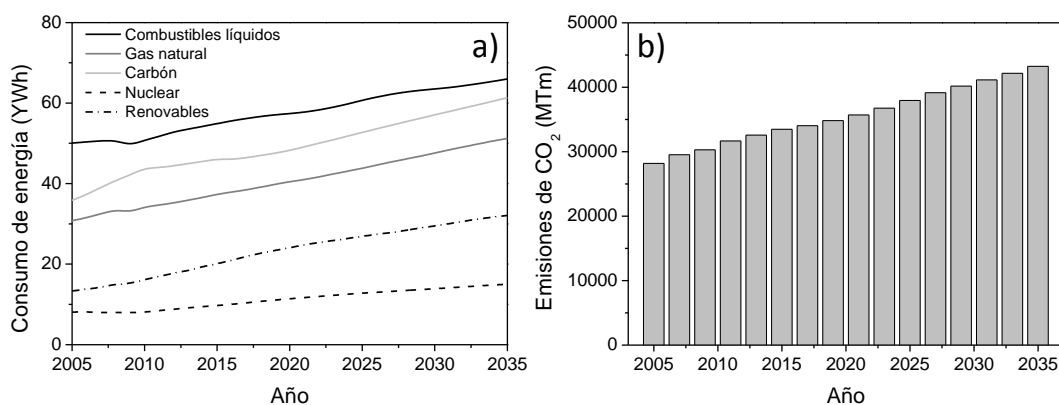 a)
Combustibles líquidos
Gas natural
Carbón
Nuclear
Renovables
Consumo de energía (YWh)
80
60
40
20
0
2005 2010 2015 2020 2025 2030 2035
Año
b)
Emisiones de CO2 (MTm)
50000
40000
30000
20000
10000
0
2005 2010 2015 2020 2025 2030 2035
Año